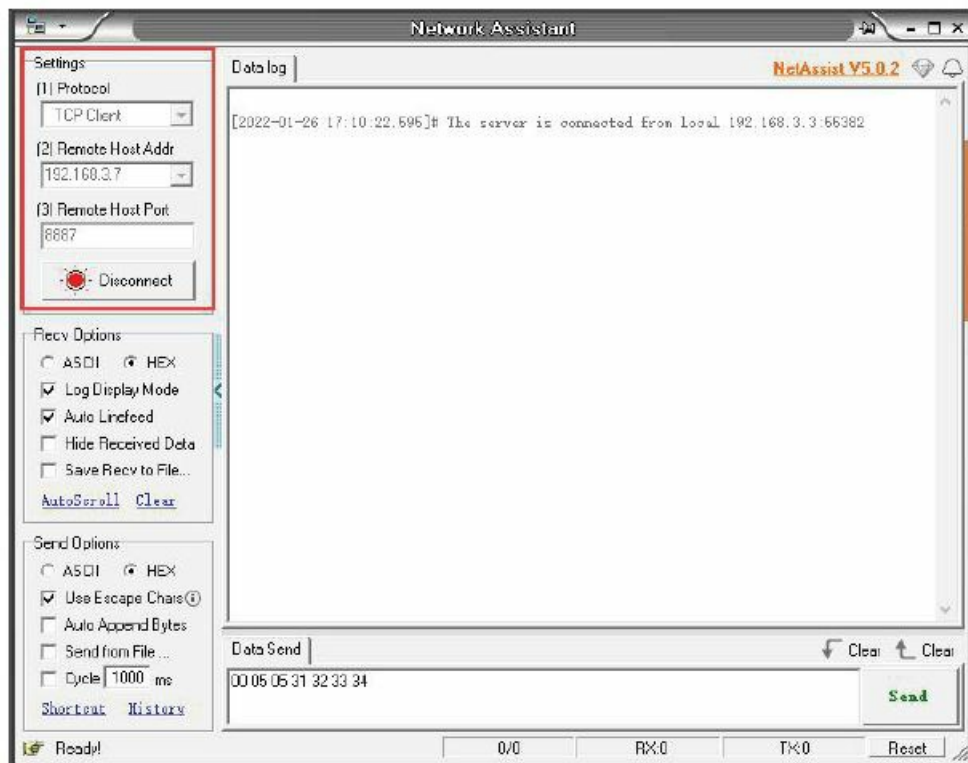 Network Assistant
Settings
(1) Protocol
TCP Client
(2) Remote Host Addr
192.168.3.7
(3) Remote Host Port
8887
Disconnect
Recv Options
ASCII HEX
Log Display Mode
Auto Linefeed
Hide Received Data
Save Recv to File...
AutoScroll Clear
Send Options
ASCII HEX
Use Escape Chars
Auto Append Bytes
Send from File ...
Cycle 1000 ms
Shortcut History
Data log
NetAssist V5.0.2
[2022-01-26 17:10:22.595]# The server is connected from local 192.168.3.3:55382
Data Send
Clear Clear
00 05 05 31 32 33 34
Send
Ready!
0/0
RX:0
TX:0
Reset